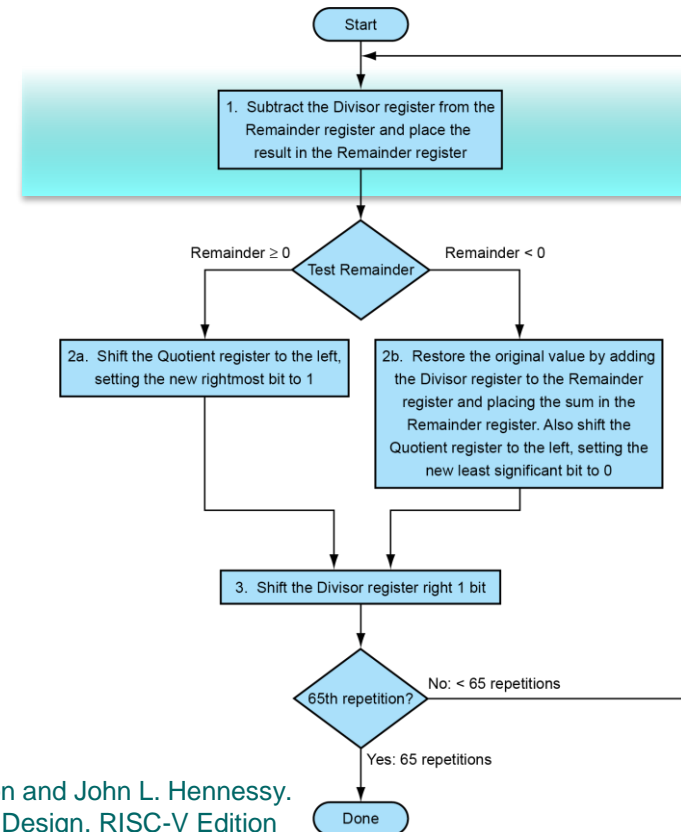 Start
1. Subtract the Divisor register from the
Remainder register and place the
result in the Remainder register
Remainder ≥ 0
Remainder < 0
Test Remainder
2a. Shift the Quotient register to the left,
setting the new rightmost bit to 1
2b. Restore the original value by adding
the Divisor register to the Remainder
register and placing the sum in the
Remainder register. Also shift the
Quotient register to the left, setting the
new least significant bit to 0
3. Shift the Divisor register right 1 bit
No: < 65 repetitions
65th repetition?
Yes: 65 repetitions
n and John L. Hennessy.
Design, RISC-V Edition
Done